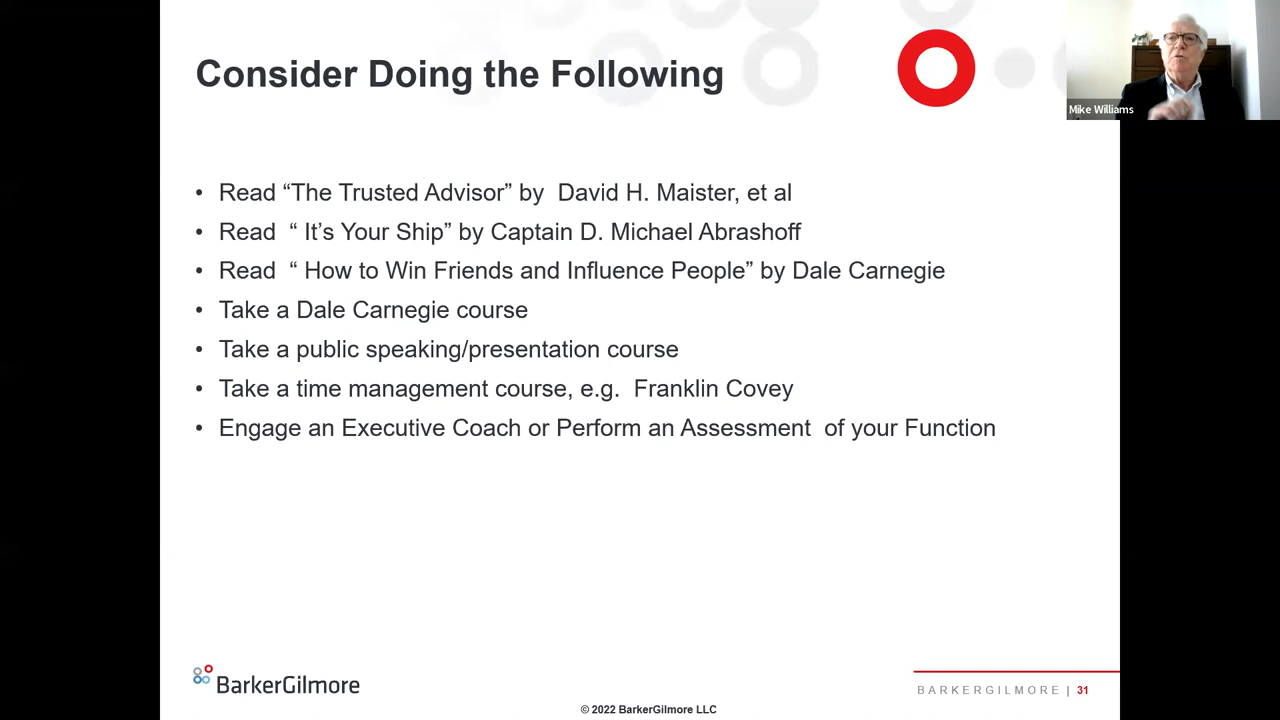 Consider Doing the Following
Mike Williams
• Read “The Trusted Advisor” by  David H. Maister, et al
• Read  “ It’s Your Ship” by Captain D. Michael Abrashoff
• Read  “ How to Win Friends and Influence People” by Dale Carnegie
• Take a Dale Carnegie course
• Take a public speaking/presentation course
• Take a time management course, e.g.  Franklin Covey
• Engage an Executive Coach or Perform an Assessment  of your Function
BarkerGilmore
BARKERGILMORE | 31
© 2022 BarkerGilmore LLC